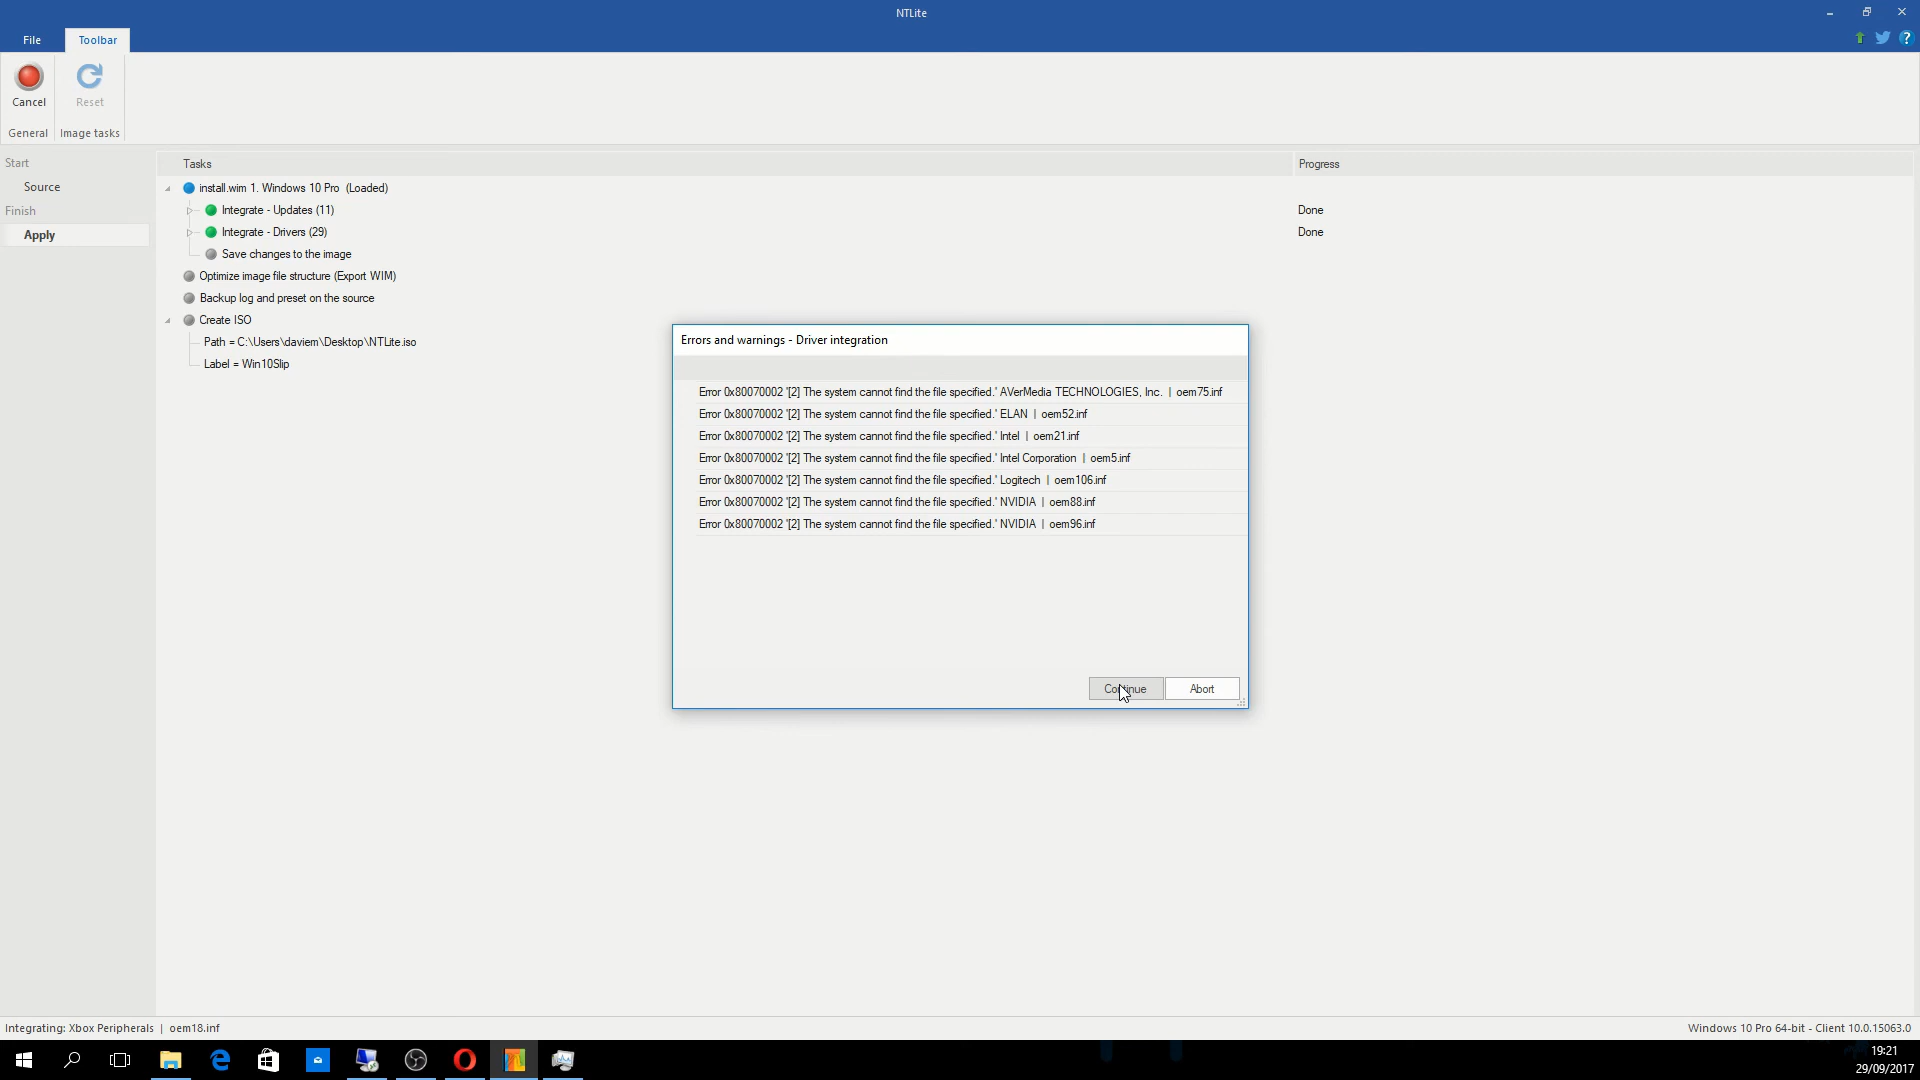 NTLite
File
Toolbar
Cancel
Reset
General
Image tasks
Start
Source
Finish
Apply
Tasks
Progress
install.wim 1. Windows 10 Pro (Loaded)
Integrate - Updates (11)
Done
Integrate - Drivers (29)
Done
Save changes to the image
Optimize image file structure (Export WIM)
Backup log and preset on the source
Create ISO
Path = C:\Users\daviem\Desktop\NTLite.iso
Label = Win10Slip
Errors and warnings - Driver integration
Error 0x80070002 '[2] The system cannot find the file specified.' AVerMedia TECHNOLOGIES, Inc. | oem75.inf
Error 0x80070002 '[2] The system cannot find the file specified.' ELAN | oem52.inf
Error 0x80070002 '[2] The system cannot find the file specified.' Intel | oem21.inf
Error 0x80070002 '[2] The system cannot find the file specified.' Intel Corporation | oem5.inf
Error 0x80070002 '[2] The system cannot find the file specified.' Logitech | oem106.inf
Error 0x80070002 '[2] The system cannot find the file specified.' NVIDIA | oem88.inf
Error 0x80070002 '[2] The system cannot find the file specified.' NVIDIA | oem96.inf
Continue
Abort
Integrating: Xbox Peripherals | oem18.inf
Windows 10 Pro 64-bit - Client 10.0.15063.0
19:21
29/09/2017